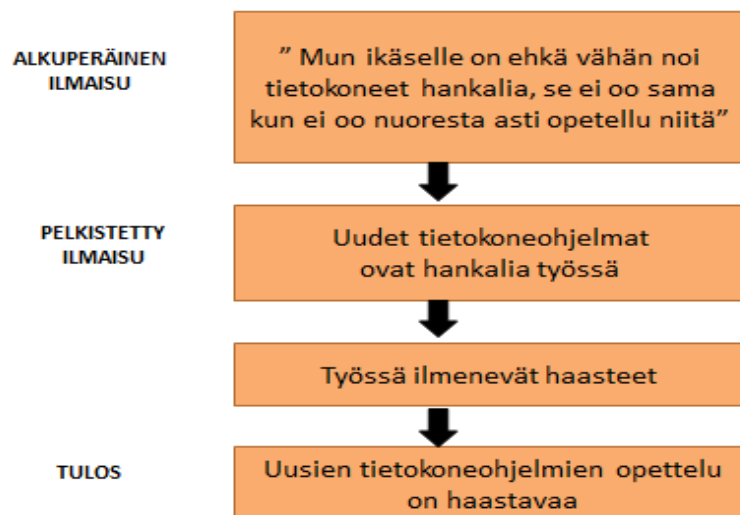 ALKUPERÄINEN
ILMAISU
” Mun ikäselle on ehkä vähän noi
tietokoneet hankalia, se ei oo sama
kun ei oo nuoresta asti opetellu niitä”
PELKISTETTY
ILMAISU
Uudet tietokoneohjelmat
ovat hankalia työssä
Työssä ilmenevät haasteet
TULOS
Uusien tietokoneohjelmien opettelu
on haastavaa